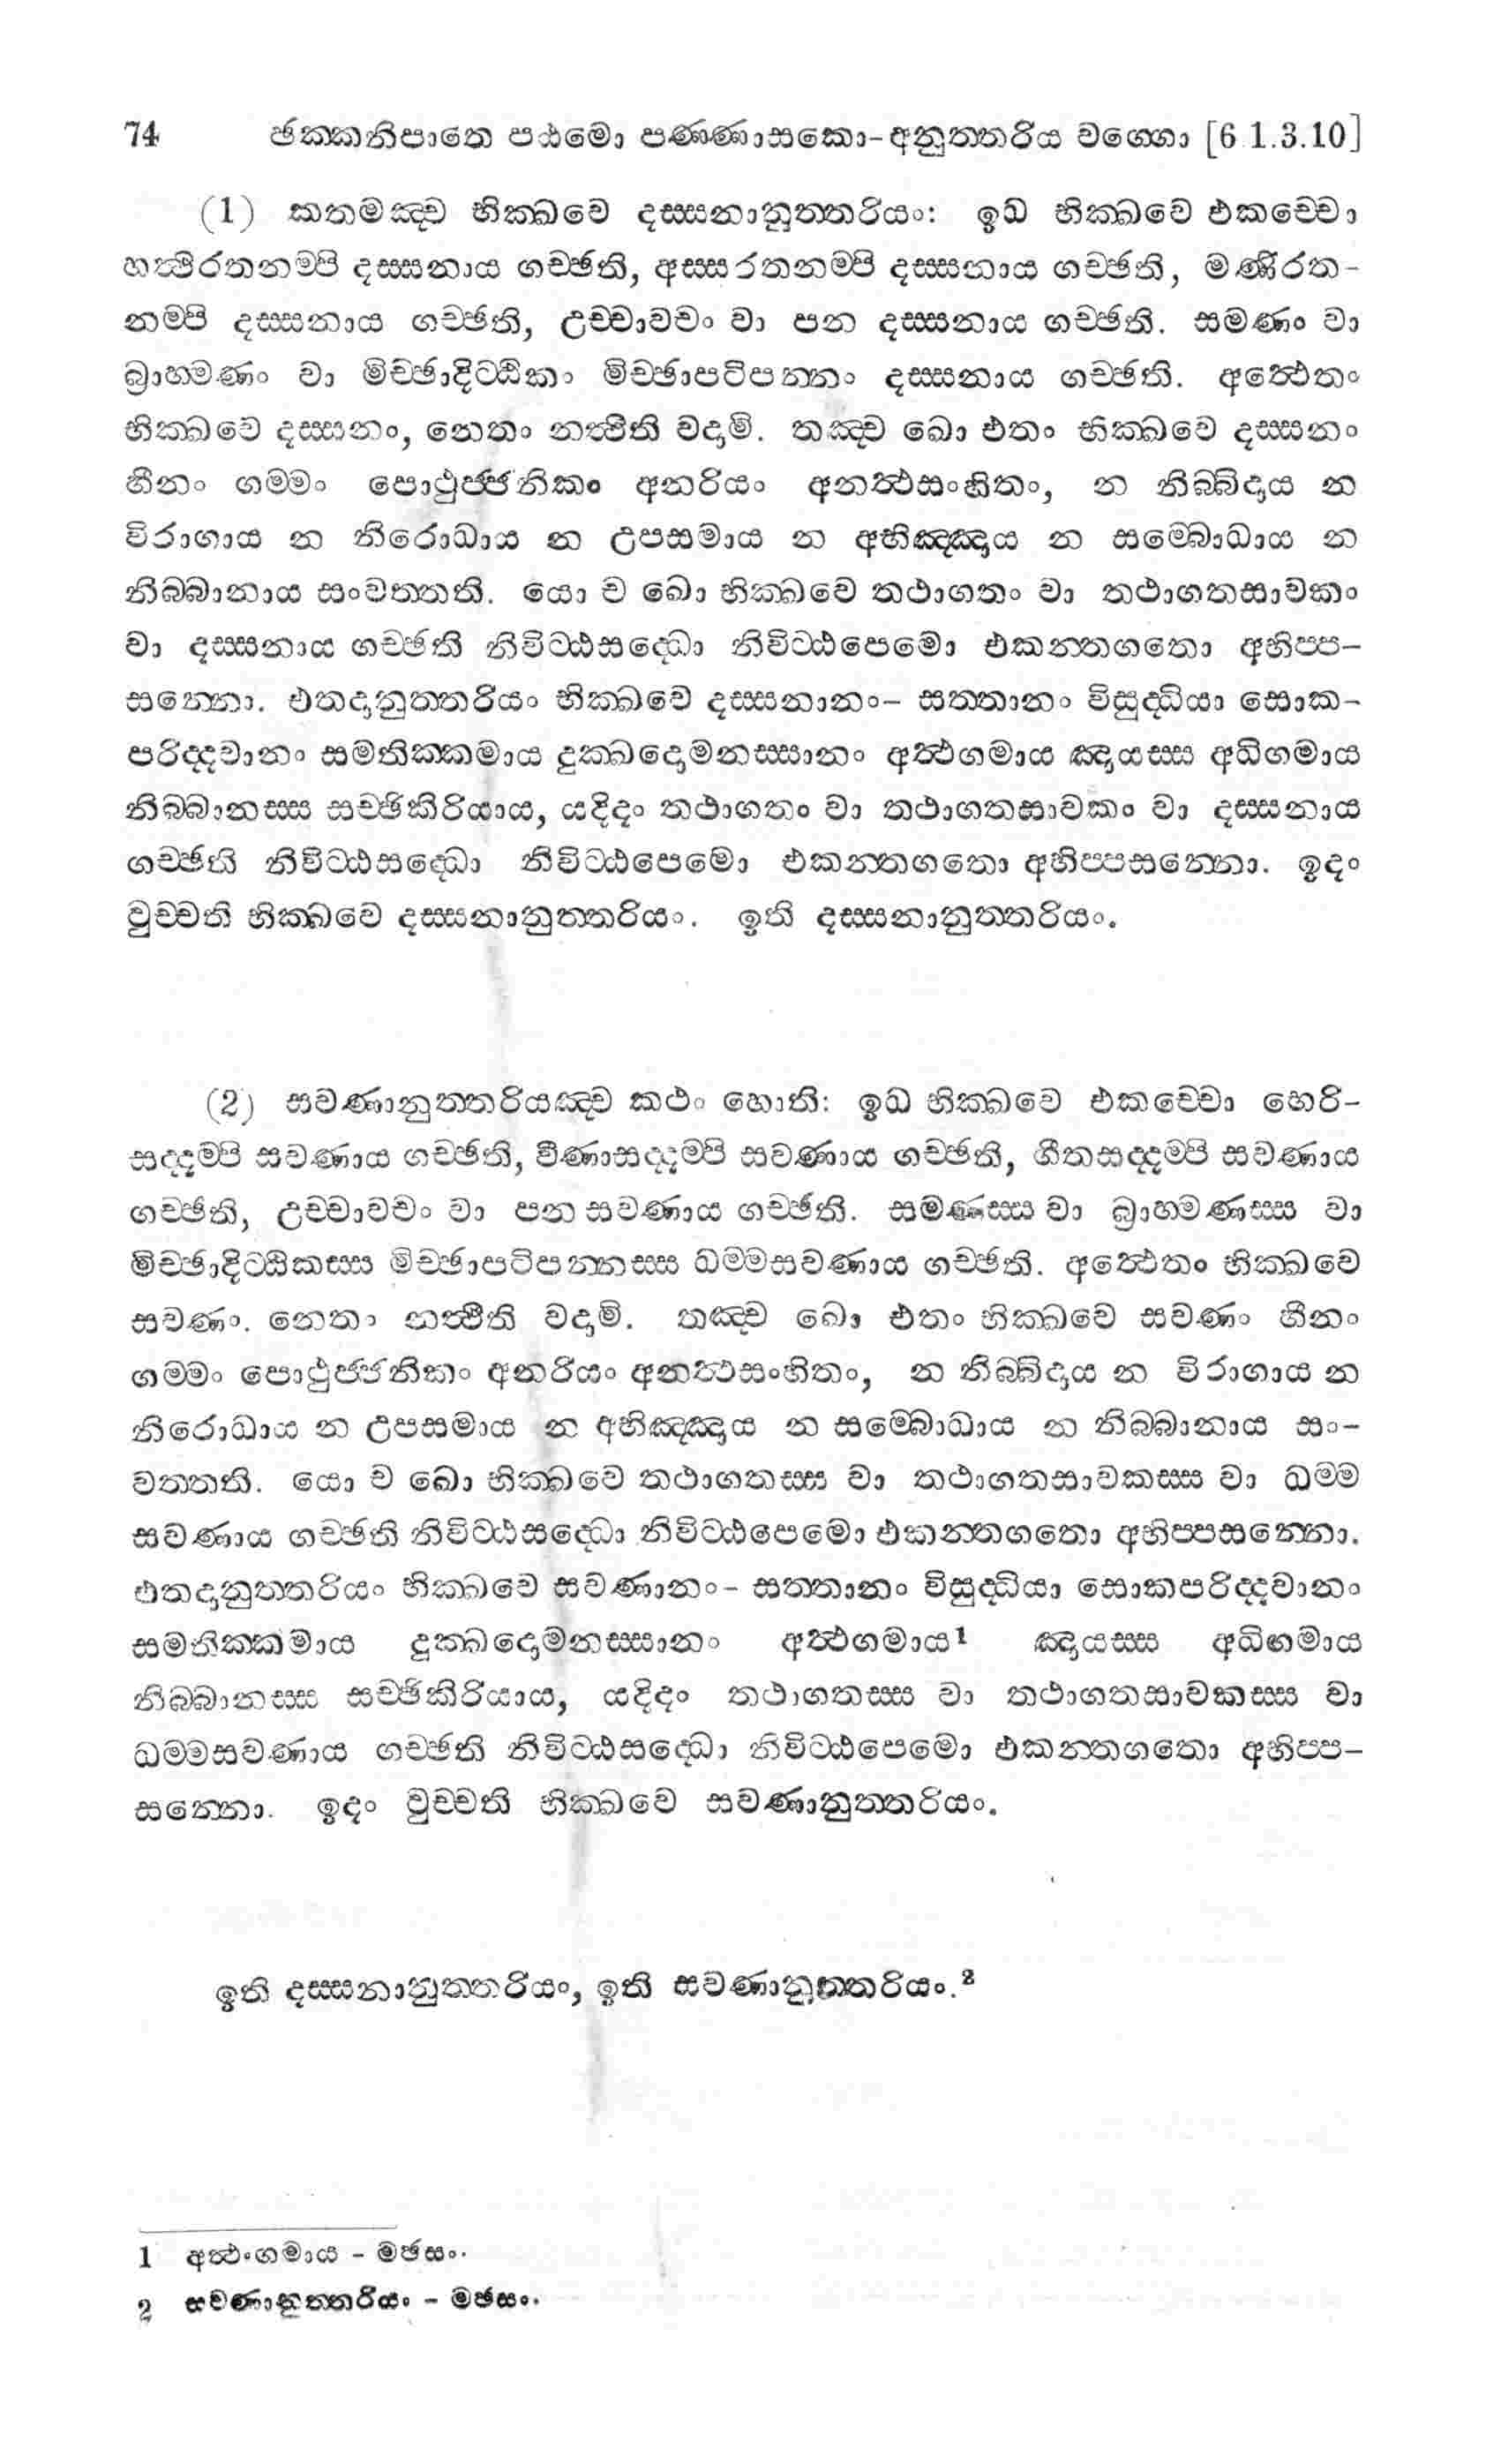 74 ඡක්කනිපාතෙ පඨමො පණ්ණාසකො-අනුත්තරිය වග්ගො [6 1.3.10]
(1) කතමඤ්ච භික්ඛවෙ දස්සනානුත්තරියං: ඉධ භික්ඛවෙ එකච්චො
හත්ථිරතනම්පි දස්සනාය ගච්ඡති, අස්සරතනම්පි දස්සනාය ගච්ඡති, මණිරත-
නම්පි දස්සනාය ගච්ඡති, උච්චාවචං වා පන දස්සනාය ගච්ඡති. සමණං වා
බ්‍රාහ්මණං වා මිච්ඡාදිට්ඨිකං මිච්ඡාපටිපන්නං දස්සනාය ගච්ඡති. අත්ථෙතං
භික්ඛවෙ දස්සනං, නෙතං නත්ථීති වදාමි. තඤ්ච ඛො එතං භික්ඛවෙ දස්සනං
හීනං ගම්මං පොථුජ්ජනිකං අනරියං අනත්ථසංහිතං, න නිබ්බිදාය න
විරාගාය න නිරොධාය න උපසමාය න අභිඤ්ඤාය න සම්බොධාය න
නිබ්බානාය සංවත්තති. යො ච ඛො භික්ඛවෙ තථාගතං වා තථාගතසාවකං
වා දස්සනාය ගච්ඡති නිවිට්ඨසද්ධො නිවිට්ඨපෙමො එකන්තගතො අභිප්ප-
සන්නො. එතදානුත්තරියං භික්ඛවෙ දස්සනානං- සත්තානං විසුද්ධියා සොක-
පරිද්දවානං සමතික්කමාය දුක්ඛදොමනස්සානං අත්ථගමාය ඤායස්ස අධිගමාය
නිබ්බානස්ස සච්ඡිකිරියාය, යදිදං තථාගතං වා තථාගතසාවකං වා දස්සනාය
ගච්ඡති නිවිට්ඨසද්ධො නිවිට්ඨපෙමො එකන්තගතො අභිප්පසන්නො. ඉදං
වුච්චති භික්ඛවෙ දස්සනානුත්තරියං. ඉති දස්සනානුත්තරියං.
(2) සවණානුත්තරියඤ්ච කථං හොති: ඉධ භික්ඛවෙ එකච්චො භෙරි-
සද්දම්පි සවණාය ගච්ඡති, වීණාසද්දම්පි සවණාය ගච්ඡති, ගීතසද්දම්පි සවණාය
ගච්ඡති, උච්චාවචං වා පන සවණාය ගච්ඡති. සමණස්ස වා බ්‍රාහ්මණස්ස වා
මිච්ඡාදිට්ඨිකස්ස මිච්ඡාපටිපන්නස්ස ධම්මසවණාය ගච්ඡති. අත්ථෙතං භික්ඛවෙ
සවණං. නෙතං නත්ථීති වදාමි. තඤ්ච ඛො එතං භික්ඛවෙ සවණං හීනං
ගම්මං පොථුජ්ජනිකං අනරියං අනත්ථසංහිතං, න නිබ්බිදාය න විරාගාය න
නිරොධාය න උපසමාය න අභිඤ්ඤාය න සම්බොධාය න නිබ්බානාය සං-
වත්තති. යො ච ඛො භික්ඛවෙ තථාගතස්ස වා තථාගතසාවකස්ස වා ධම්ම
සවණාය ගච්ඡති නිවිට්ඨසද්ධො නිවිට්ඨපෙමො එකන්තගතො අභිප්පසන්නො.
එතදානුත්තරියං භික්ඛවෙ සවණානං- සත්තානං විසුද්ධියා සොකපරිද්දවානං
සමතික්කමාය දුක්ඛදොමනස්සානං අත්ථගමාය¹ ඤායස්ස අධිගමාය
නිබ්බානස්ස සච්ඡිකිරියාය, යදිදං තථාගතස්ස වා තථාගතසාවකස්ස වා
ධම්මසවණාය ගච්ඡති නිවිට්ඨසද්ධො නිවිට්ඨපෙමො එකන්තගතො අභිප්ප-
සන්නො. ඉදං වුච්චති භික්ඛවෙ සවණානුත්තරියං.
ඉති දස්සනානුත්තරියං, ඉති සවණානුත්තරියං.²
1 අත්ථංගමාය - මඡසං.
2 සවණානුත්තරියං - මඡසං.